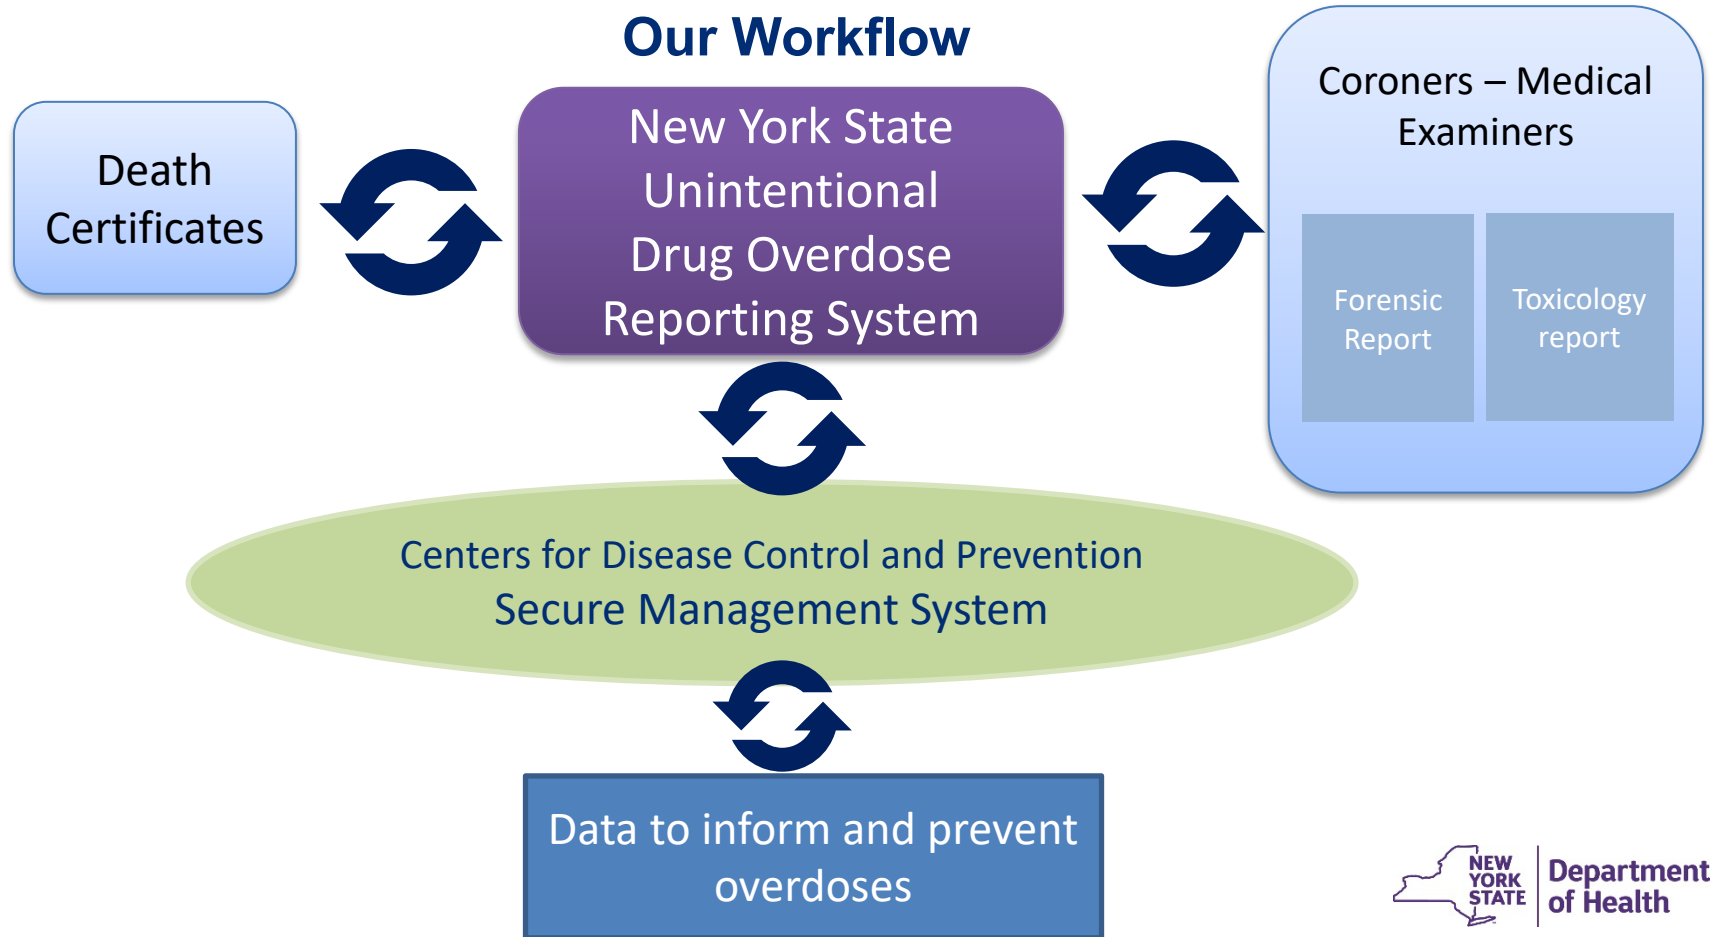 Our Workflow
Death
Certificates
New York State
Unintentional
Drug Overdose
Reporting System
Coroners – Medical
Examiners
Forensic
Report
Toxicology
report
Centers for Disease Control and Prevention
Secure Management System
Data to inform and prevent
overdoses
NEW
YORK
STATE
Department
of Health